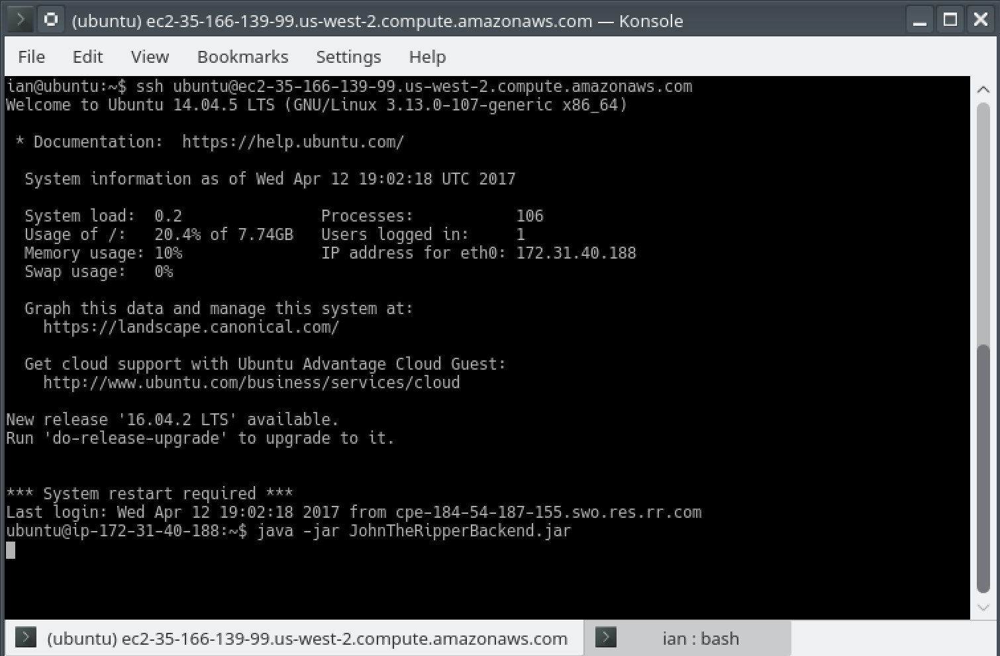 (ubuntu) ec2-35-166-139-99.us-west-2.compute.amazonaws.com — Konsole
File Edit View Bookmarks Settings Help
ian@ubuntu:~$ ssh ubuntu@ec2-35-166-139-99.us-west-2.compute.amazonaws.com
Welcome to Ubuntu 14.04.5 LTS (GNU/Linux 3.13.0-107-generic x86_64)
* Documentation:  https://help.ubuntu.com/
System information as of Wed Apr 12 19:02:18 UTC 2017
System load:  0.2               Processes:           106
Usage of /:   20.4% of 7.74GB   Users logged in:     1
Memory usage: 10%               IP address for eth0: 172.31.40.188
Swap usage:   0%
Graph this data and manage this system at:
https://landscape.canonical.com/
Get cloud support with Ubuntu Advantage Cloud Guest:
http://www.ubuntu.com/business/services/cloud
New release '16.04.2 LTS' available.
Run 'do-release-upgrade' to upgrade to it.
*** System restart required ***
Last login: Wed Apr 12 19:02:18 2017 from cpe-184-54-187-155.swo.res.rr.com
ubuntu@ip-172-31-40-188:~$ java -jar JohnTheRipperBackend.jar
(ubuntu) ec2-35-166-139-99.us-west-2.compute.amazonaws.com ian : bash